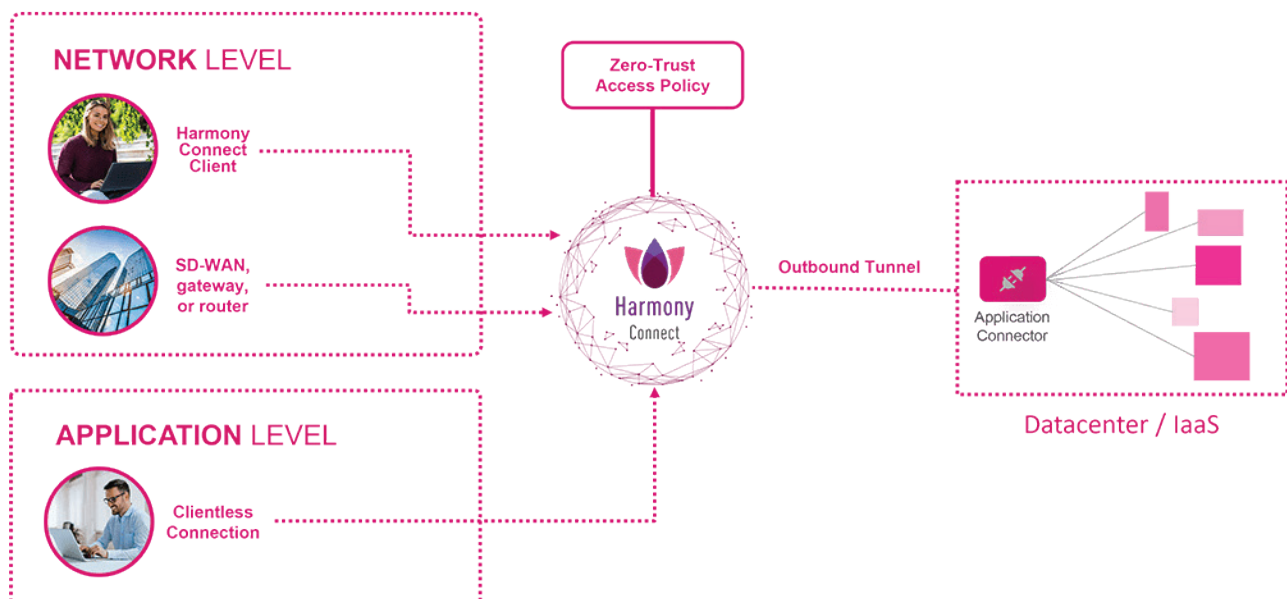 NETWORK LEVEL
Harmony
Connect
Client
SD-WAN,
gateway,
or router
APPLICATION LEVEL
Clientless
Connection
Zero-Trust
Access Policy
Harmony
Connect
Outbound Tunnel
Application
Connector
Datacenter / IaaS